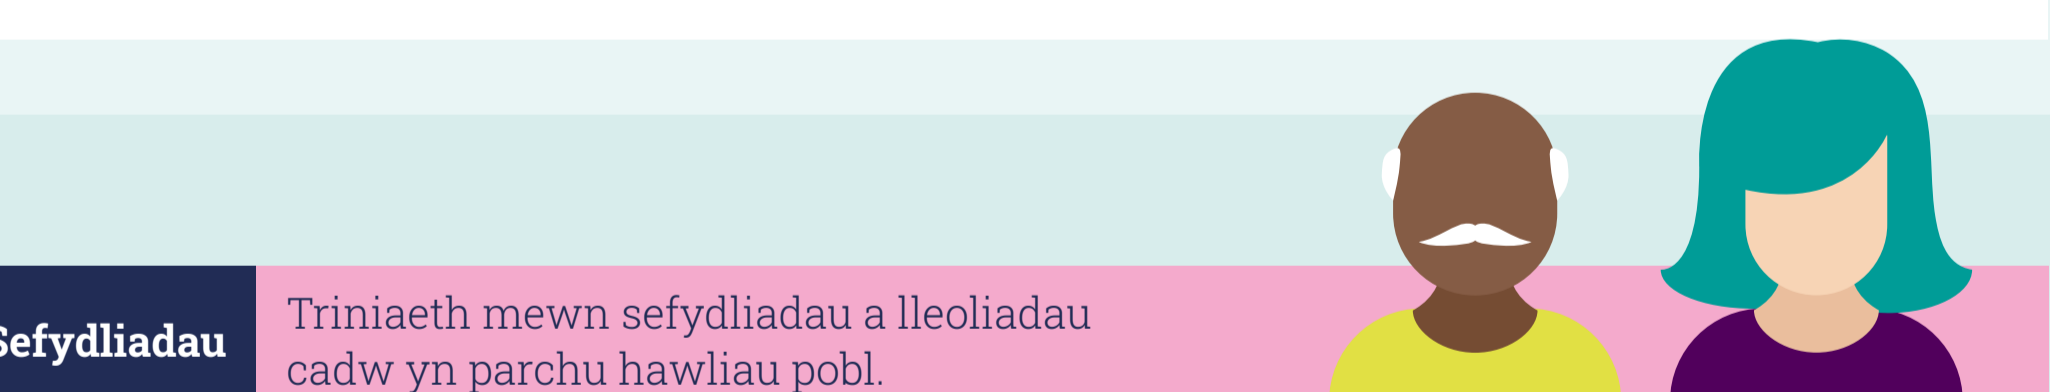 Sefydliadau
Triniaeth mewn sefydliadau a lleoliadau
cadw yn parchu hawliau pobl.